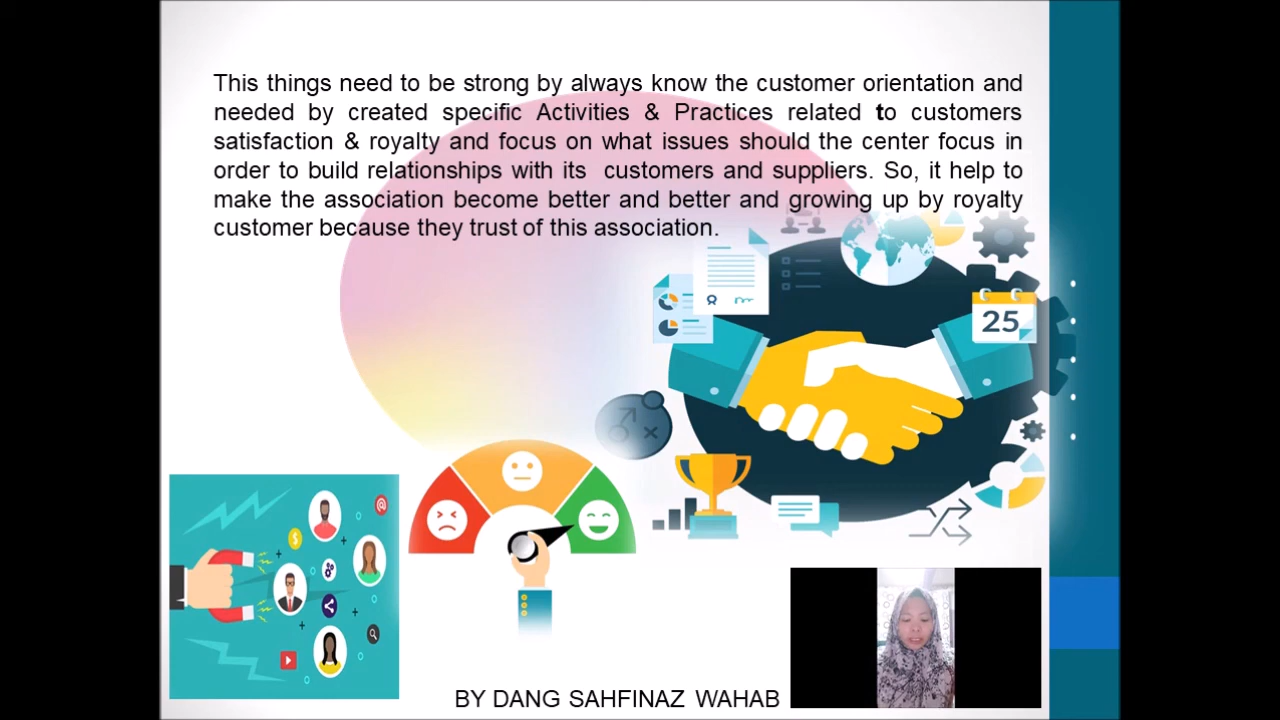 This things need to be strong by always know the customer orientation and
needed by created specific Activities & Practices related to customers
satisfaction & royalty and focus on what issues should the center focus in
order to build relationships with its customers and suppliers. So, it help to
make the association become better and better and growing up by royalty
customer because they trust of this association.
25
BY DANG SAHFINAZ WAHAB